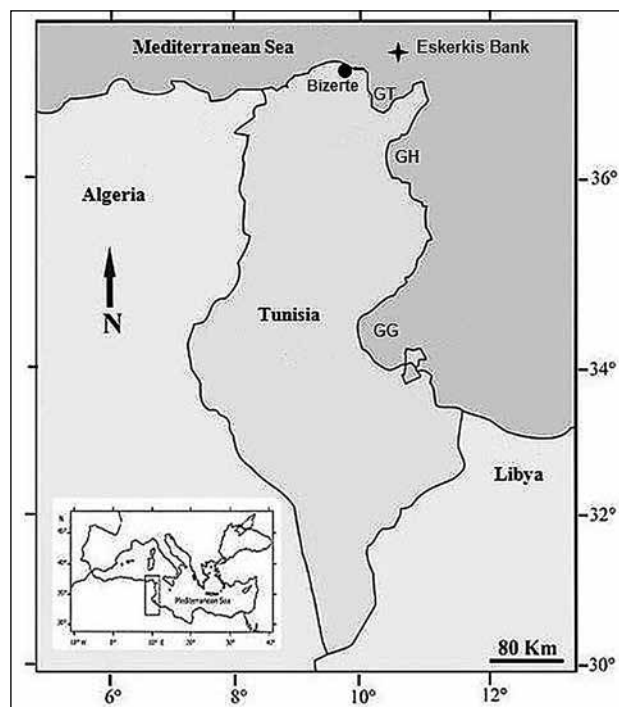 Mediterranean Sea
Eskerkis Bank
Bizerte
GT
GH
36°
Algeria
N
Tunisia
GG
34°
Libya
32°
N
Mediterranean Sea
80 Km
30°
6°
8°
10°
12°